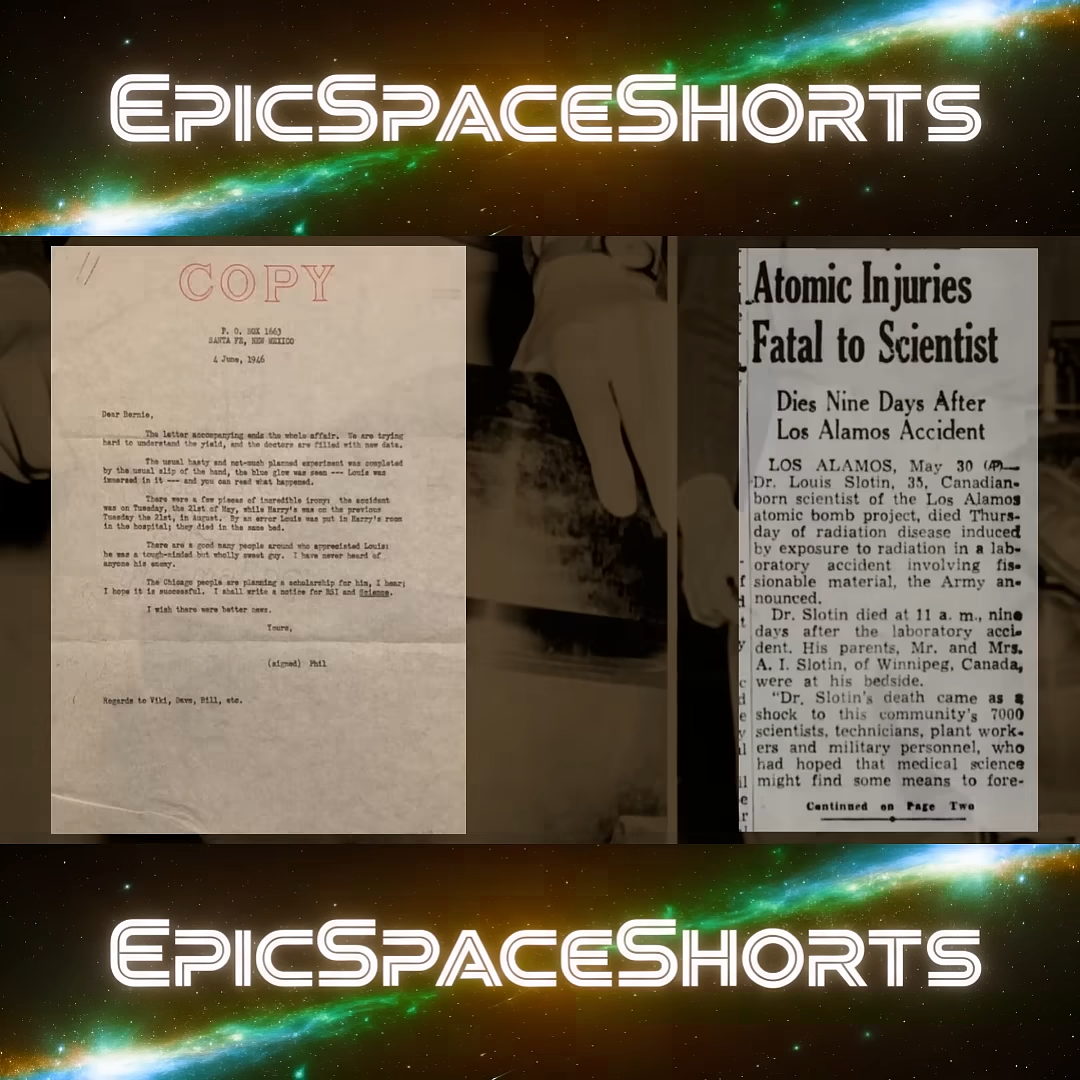 EpicSpaceShorts
COPY
P. O. BOX 1663
SANTA FE, NEW MEXICO
4 June, 1946
Dear Bernie,
The letter accompanying ends the whole affair. We are trying
hard to understand the yield, and the doctors are filled with new data.
The usual hasty and not-much planned experiment was completed
by the usual slip of the hand, the blue glow was seen --- Louis was
immersed in it --- and you can read what happened.
There were a few pieces of incredible irony: the accident
was on Tuesday, the 21st of May, while Harry's was on the previous
Tuesday the 21st, in August. By an error Louis was put in Harry's room
in the hospital; they died in the same bed.
There are a good many people around who appreciated Louis:
he was a tough-minded but wholly sweet guy. I have never heard of
anyone his enemy.
The Chicago people are planning a scholarship for him, I hear;
I hope it is successful. I shall write a notice for RSI and Science.
I wish there were better news.
Yours,
(signed) Phil
Regards to Viki, Dave, Bill, etc.
Atomic Injuries
Fatal to Scientist
Dies Nine Days After
Los Alamos Accident
LOS ALAMOS, May 30 (AP)—
Dr. Louis Slotin, 35, Canadian-
born scientist of the Los Alamos
atomic bomb project, died Thurs-
day of radiation disease induced
by exposure to radiation in a lab-
oratory accident involving fis-
sionable material, the Army an-
nounced.
Dr. Slotin died at 11 a. m., nine
days after the laboratory acci-
dent. His parents, Mr. and Mrs.
A. I. Slotin, of Winnipeg, Canada,
were at his bedside.
"Dr. Slotin's death came as a
shock to this community's 7000
scientists, technicians, plant work-
ers and military personnel, who
had hoped that medical science
might find some means to fore-
Continued on Page Two
EpicSpaceShorts